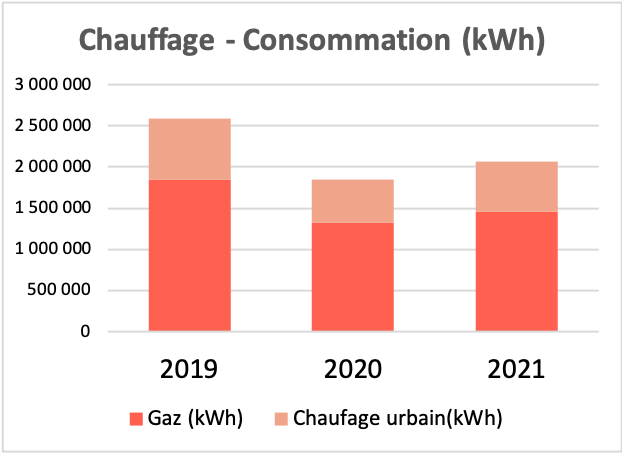 Chauffage - Consommation (kWh)
3 000 000
2 500 000
2 000 000
1 500 000
1 000 000
500 000
0
2019 2020 2021
Gaz (kWh) Chaufage urbain(kWh)